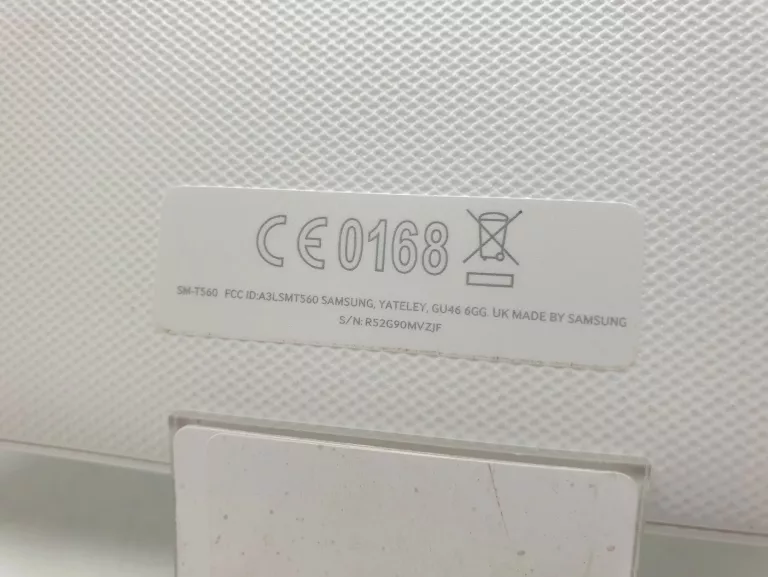 CE0168
SM-T560 FCC ID:A3LSMT560 SAMSUNG, YATELEY, GU46 6GG. UK MADE BY SAMSUNG
S/N: R52G90MVZJF